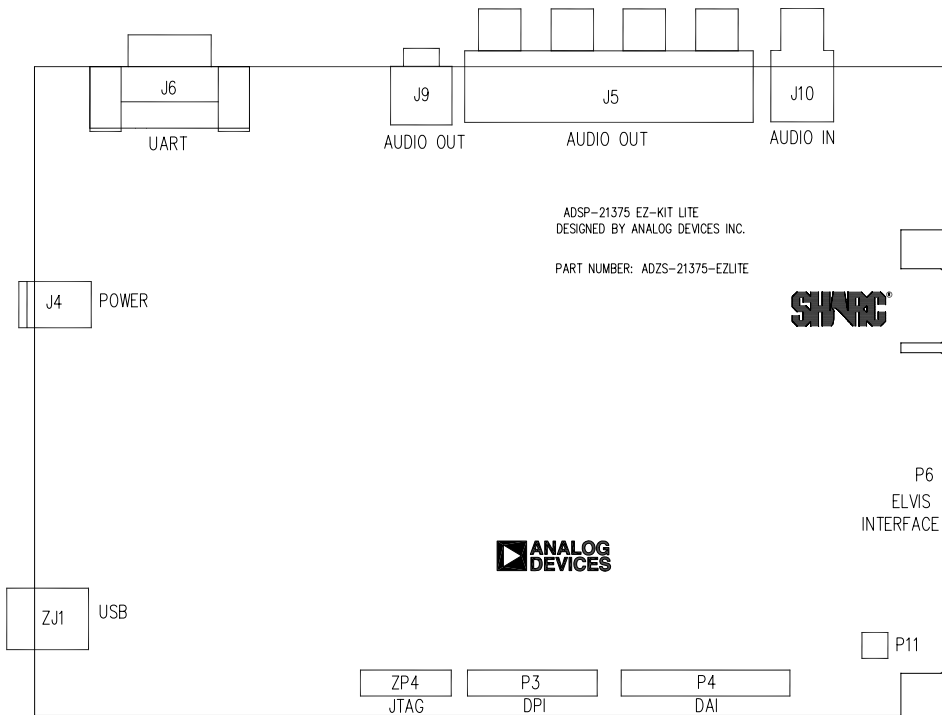 J6
J9
J5
J10
UART
AUDIO OUT
AUDIO OUT
AUDIO IN
ADSP-21375 EZ-KIT LITE
DESIGNED BY ANALOG DEVICES INC.
PART NUMBER: ADZS-21375-EZLITE
J4
POWER
SHARC®
P6
ELVIS
INTERFACE
ANALOG
DEVICES
ZJ1
USB
P11
ZP4
P3
P4
JTAG
DPI
DAI